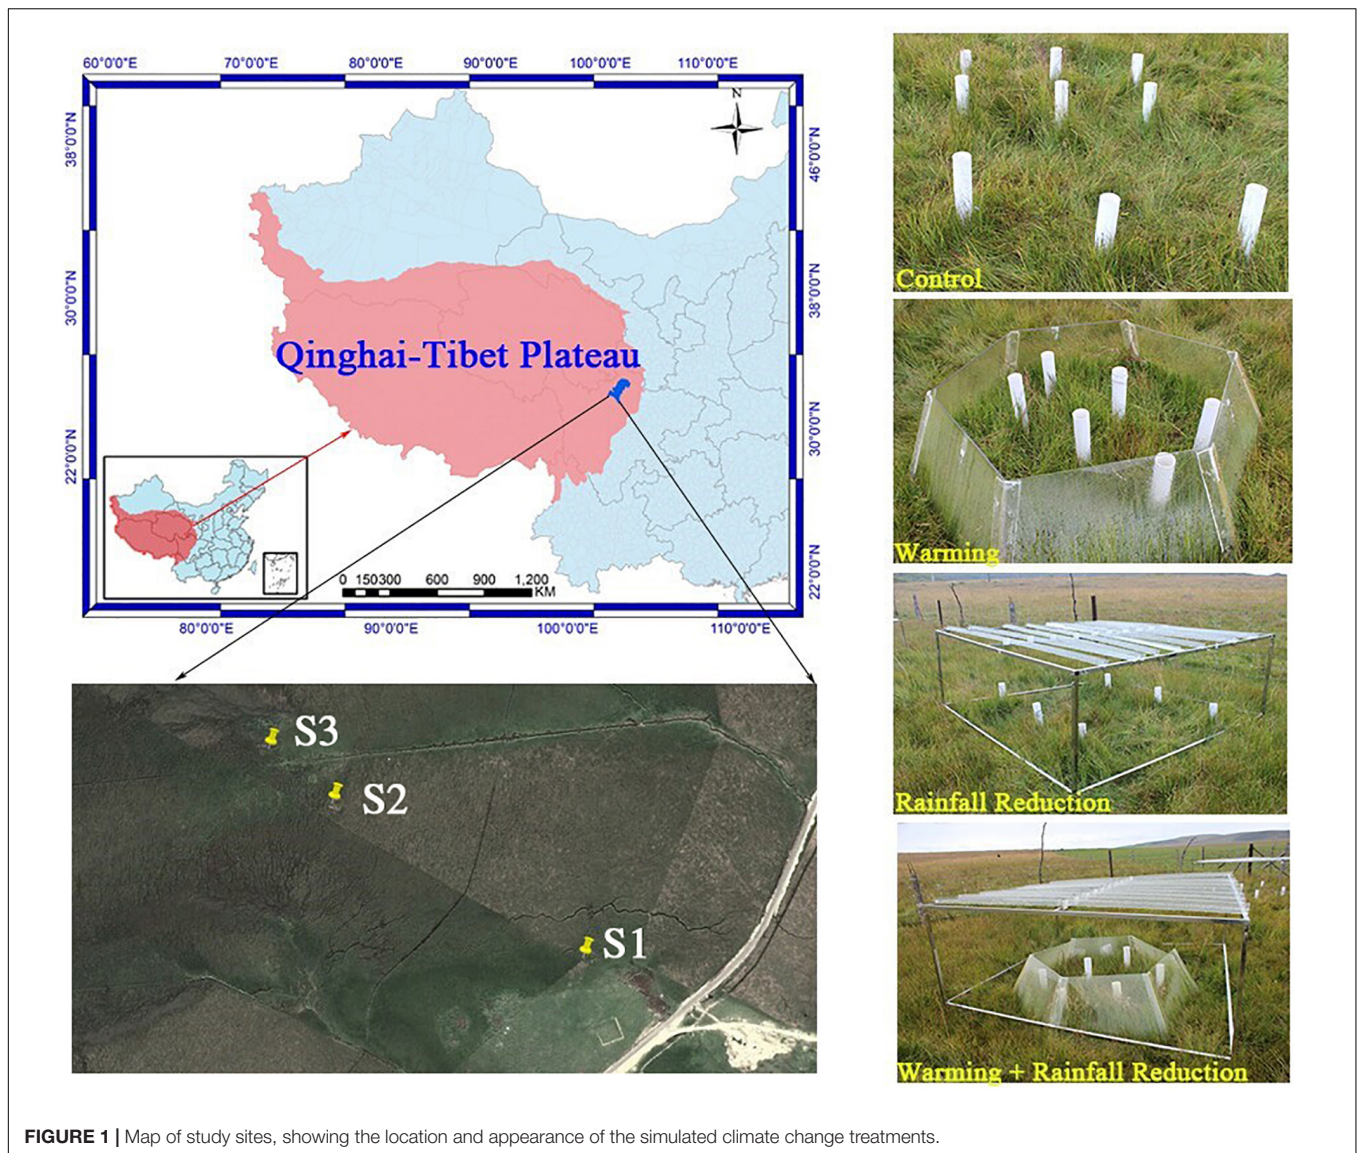 60°0'0"E 70°0'0"E 80°0'0"E 90°0'0"E 100°0'0"E 110°0'0"E
N
38°0'0"N
30°0'0"N
22°0'0"N
46°0'0"N
38°0'0"N
30°0'0"N
22°0'0"N
Qinghai-Tibet Plateau
0 150 300 600 900 1,200
KM
80°0'0"E 90°0'0"E 100°0'0"E 110°0'0"E
S3
S2
S1
Control
Warming
Rainfall Reduction
Warming + Rainfall Reduction
FIGURE 1 | Map of study sites, showing the location and appearance of the simulated climate change treatments.